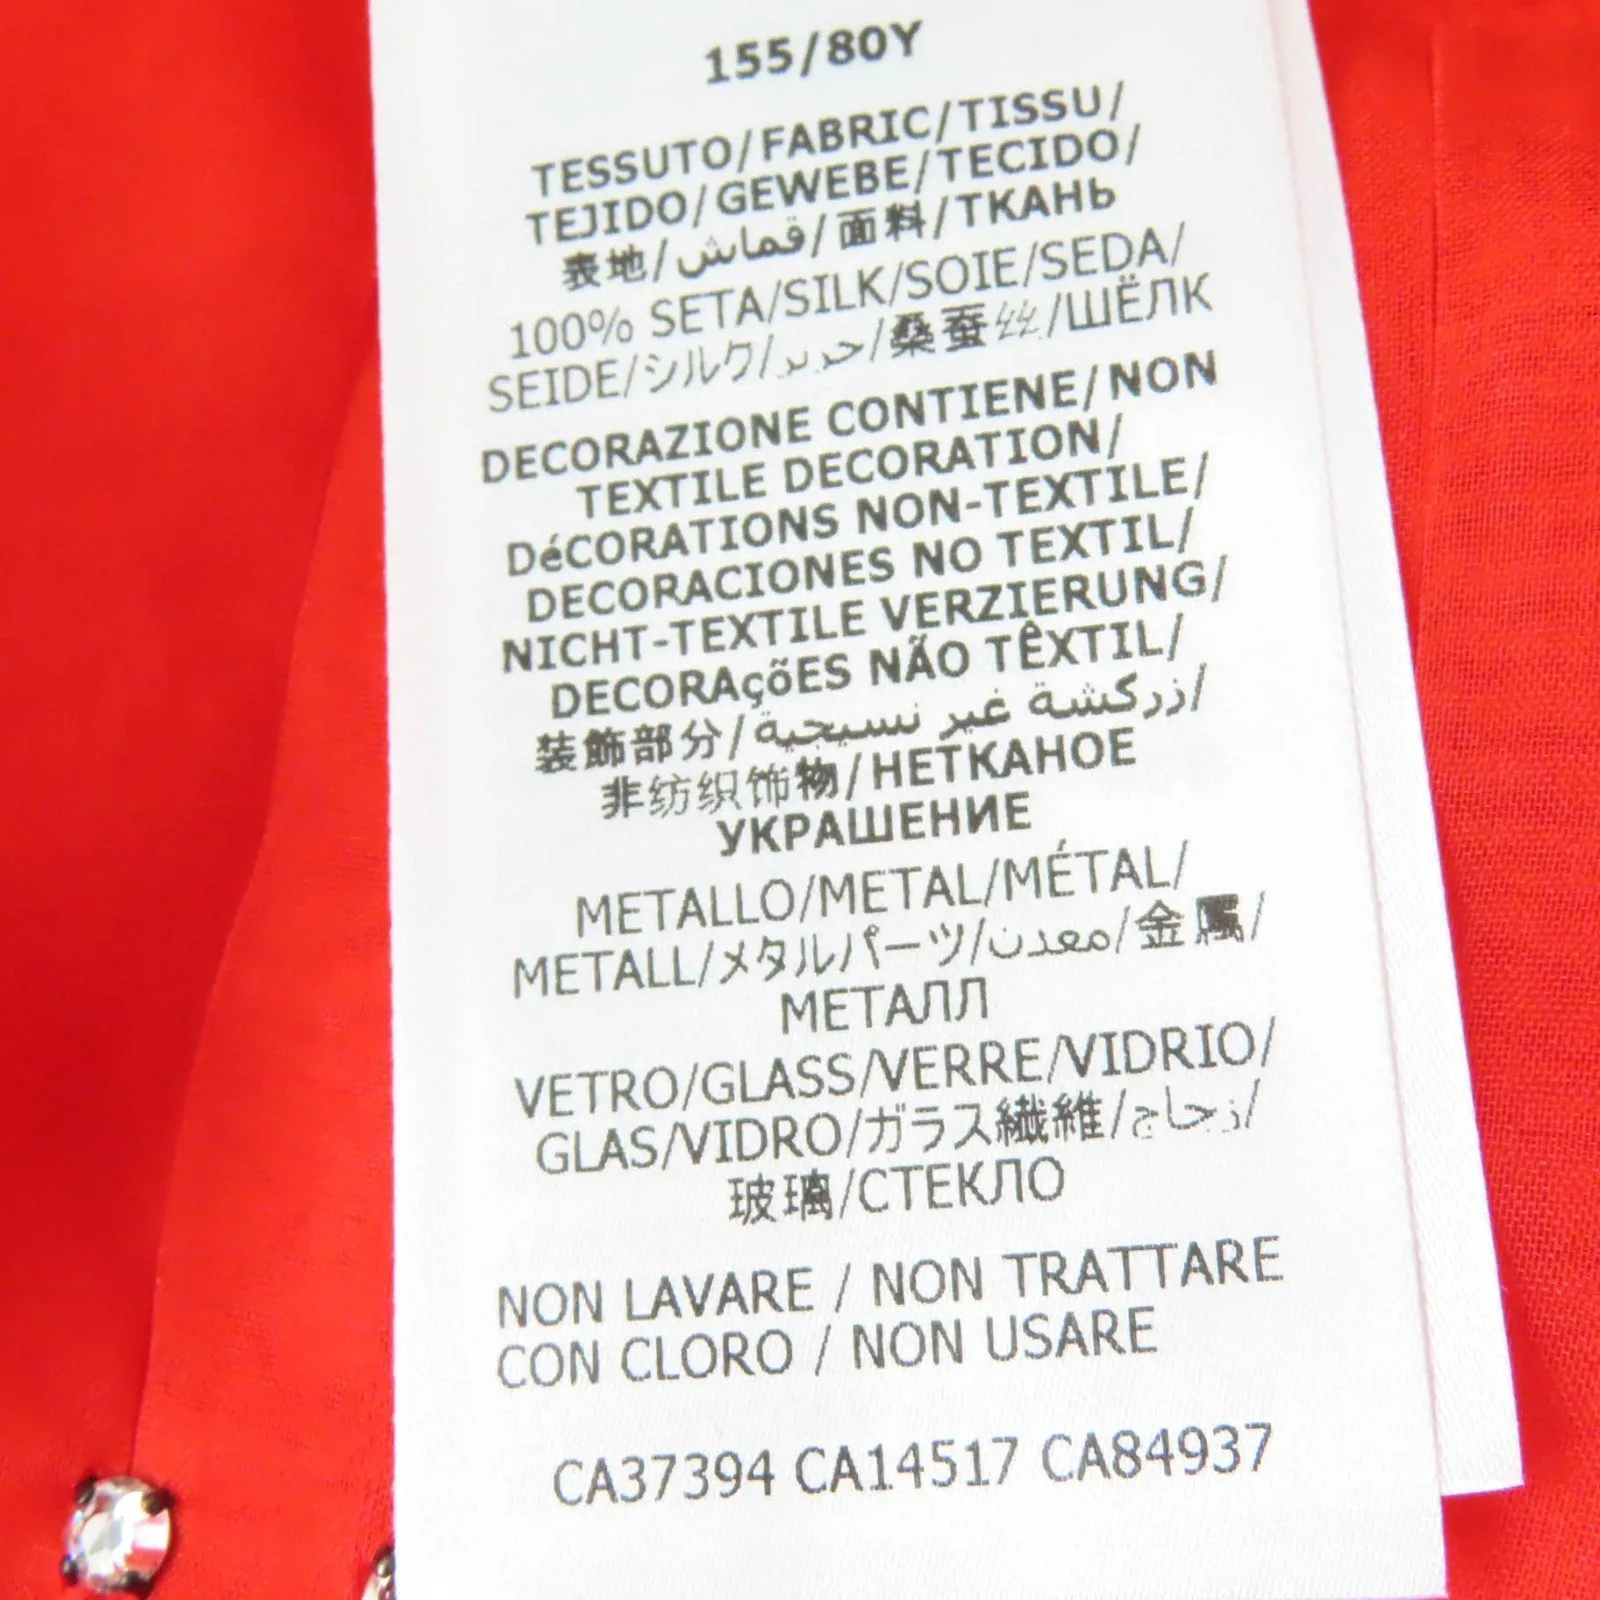 155/80Y
TESSUTO/FABRIC/TISSU/
TEJIDO/GEWEBE/TECIDO/
表地/قماش/面料/ТКАНЬ
100% SETA/SILK/SOIE/SEDA/
SEIDE/シルク/حرير/桑蚕丝/ШЁЛК
DECORAZIONE CONTIENE/NON
TEXTILE DECORATION/
DéCORATIONS NON-TEXTILE/
DECORACIONES NO TEXTIL/
NICHT-TEXTILE VERZIERUNG/
DECORAçõES NÃO TÊXTIL/
装飾部分/زركشة غير نسيجية/
非纺织饰物/НЕТКАНОЕ
УКРАШЕНИЕ
METALLO/METAL/MÉTAL/
METALL/メタルパーツ/معدن/金属/
МЕТАЛЛ
VETRO/GLASS/VERRE/VIDRIO/
GLAS/VIDRO/ガラス繊維/زجاج/
玻璃/СТЕКЛО
NON LAVARE / NON TRATTARE
CON CLORO / NON USARE
CA37394 CA14517 CA84937